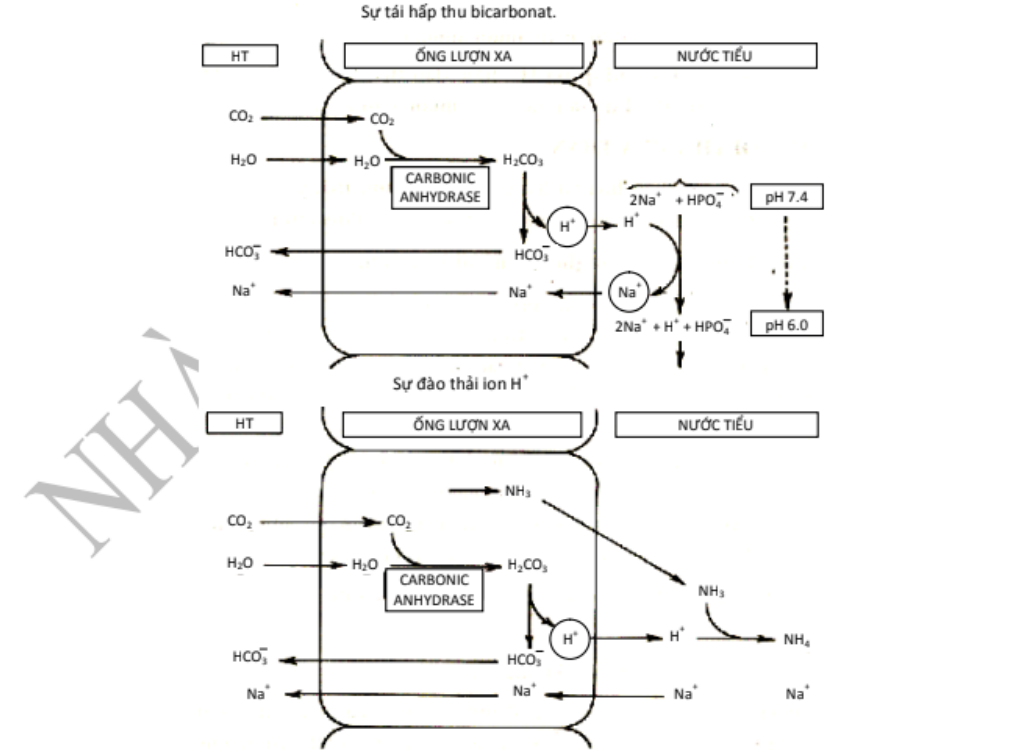 Sự tái hấp thu bicarbonat.
HT ỐNG LƯỢN XA NƯỚC TIỂU
CO₂ CO₂
H₂O H₂O H₂CO₃
CARBONIC
ANHYDRASE
2Na⁺ + HPO₄⁻ pH 7.4
H⁺ H⁺
HCO₃⁻ HCO₃⁻
Na⁺ Na⁺ Na⁺
2Na⁺ + H⁺ + HPO₄⁻ pH 6.0
Sự đào thải ion H⁺
HT ỐNG LƯỢN XA NƯỚC TIỂU
NH₃
CO₂ CO₂
H₂O H₂O H₂CO₃
CARBONIC
ANHYDRASE
NH₃
H⁺ H⁺ NH₄
HCO₃⁻ HCO₃⁻
Na⁺ Na⁺ Na⁺ Na⁺
NHÀ